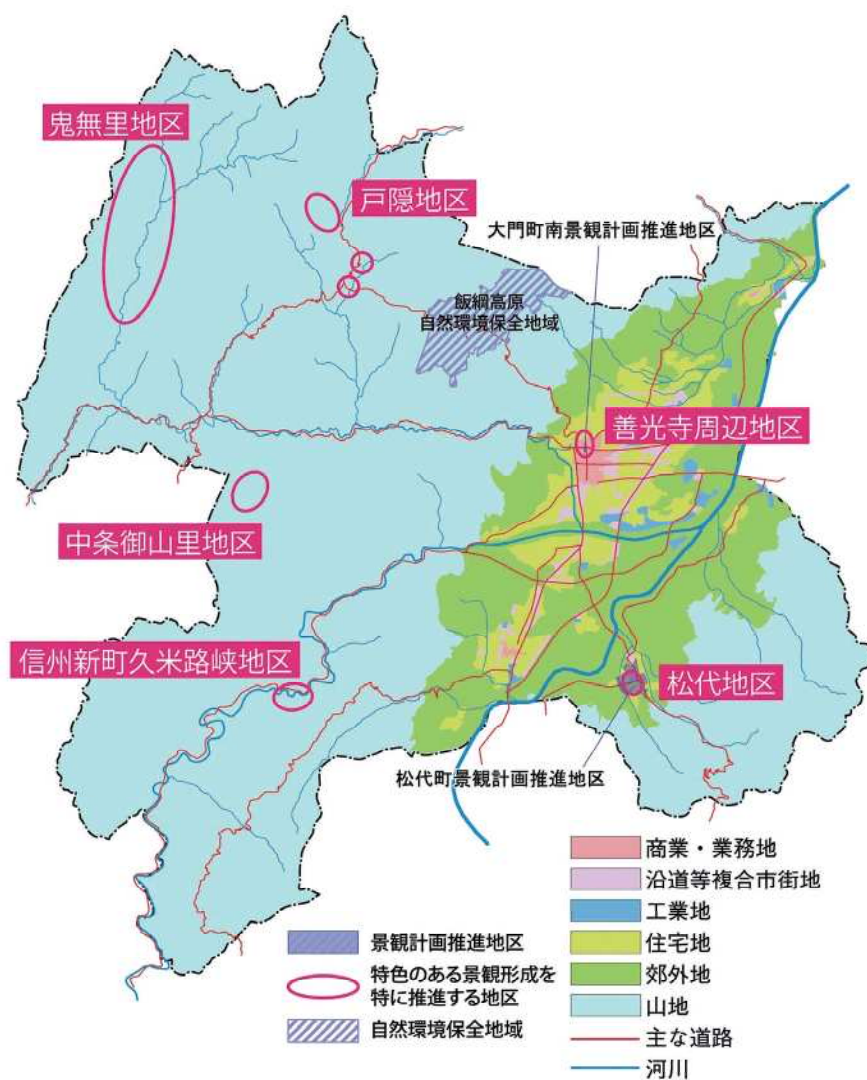 鬼無里地区
戸隠地区
大門町南景観計画推進地区
飯綱高原
自然環境保全地域
善光寺周辺地区
中条御山里地区
信州新町久米路峡地区
松代地区
松代町景観計画推進地区
商業・業務地
沿道等複合市街地
工業地
住宅地
郊外地
山地
主な道路
河川
景観計画推進地区
特色のある景観形成を
特に推進する地区
自然環境保全地域